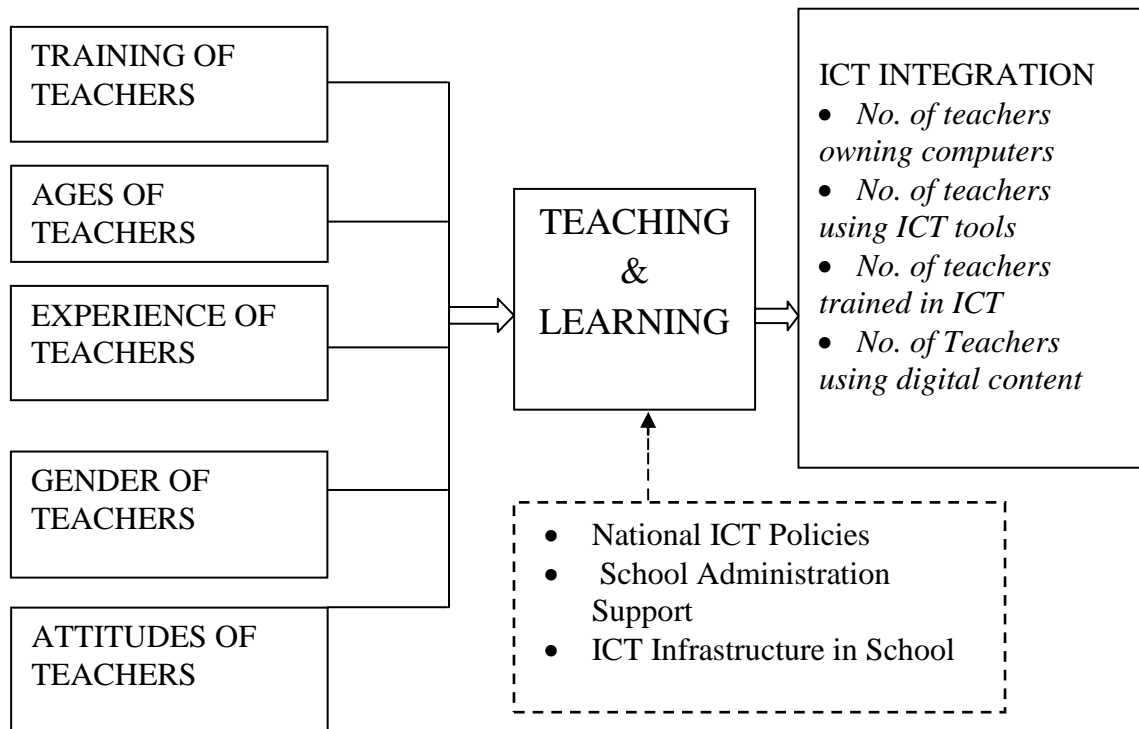 TRAINING OF
TEACHERS
AGES OF
TEACHERS
EXPERIENCE OF
TEACHERS
GENDER OF
TEACHERS
ATTITUDES OF
TEACHERS
TEACHING
&
LEARNING
ICT INTEGRATION
• No. of teachers
owning computers
• No. of teachers
using ICT tools
• No. of teachers
trained in ICT
• No. of Teachers
using digital content
• National ICT Policies
• School Administration
Support
• ICT Infrastructure in School